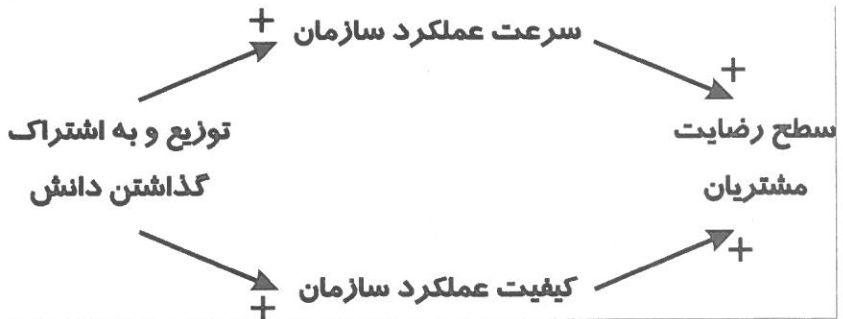 +
سرعت عملکرد سازمان
+
توزیع و به اشتراک
گذاشتن دانش
سطح رضایت
مشتریان
+
کیفیت عملکرد سازمان
+